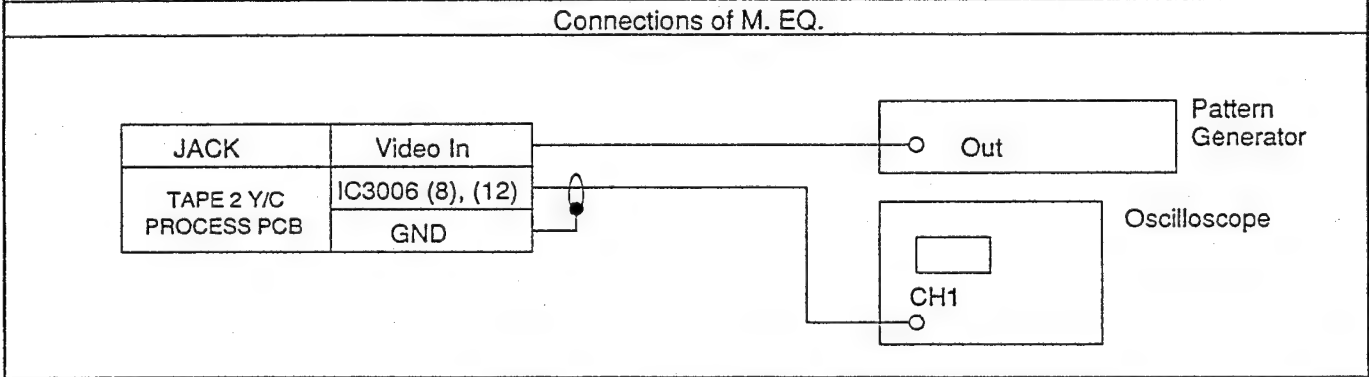 Connections of M. EQ.
JACK
Video In
TAPE 2 Y/C
PROCESS PCB
IC3006 (8), (12)
GND
Out
Pattern
Generator
CH1
Oscilloscope